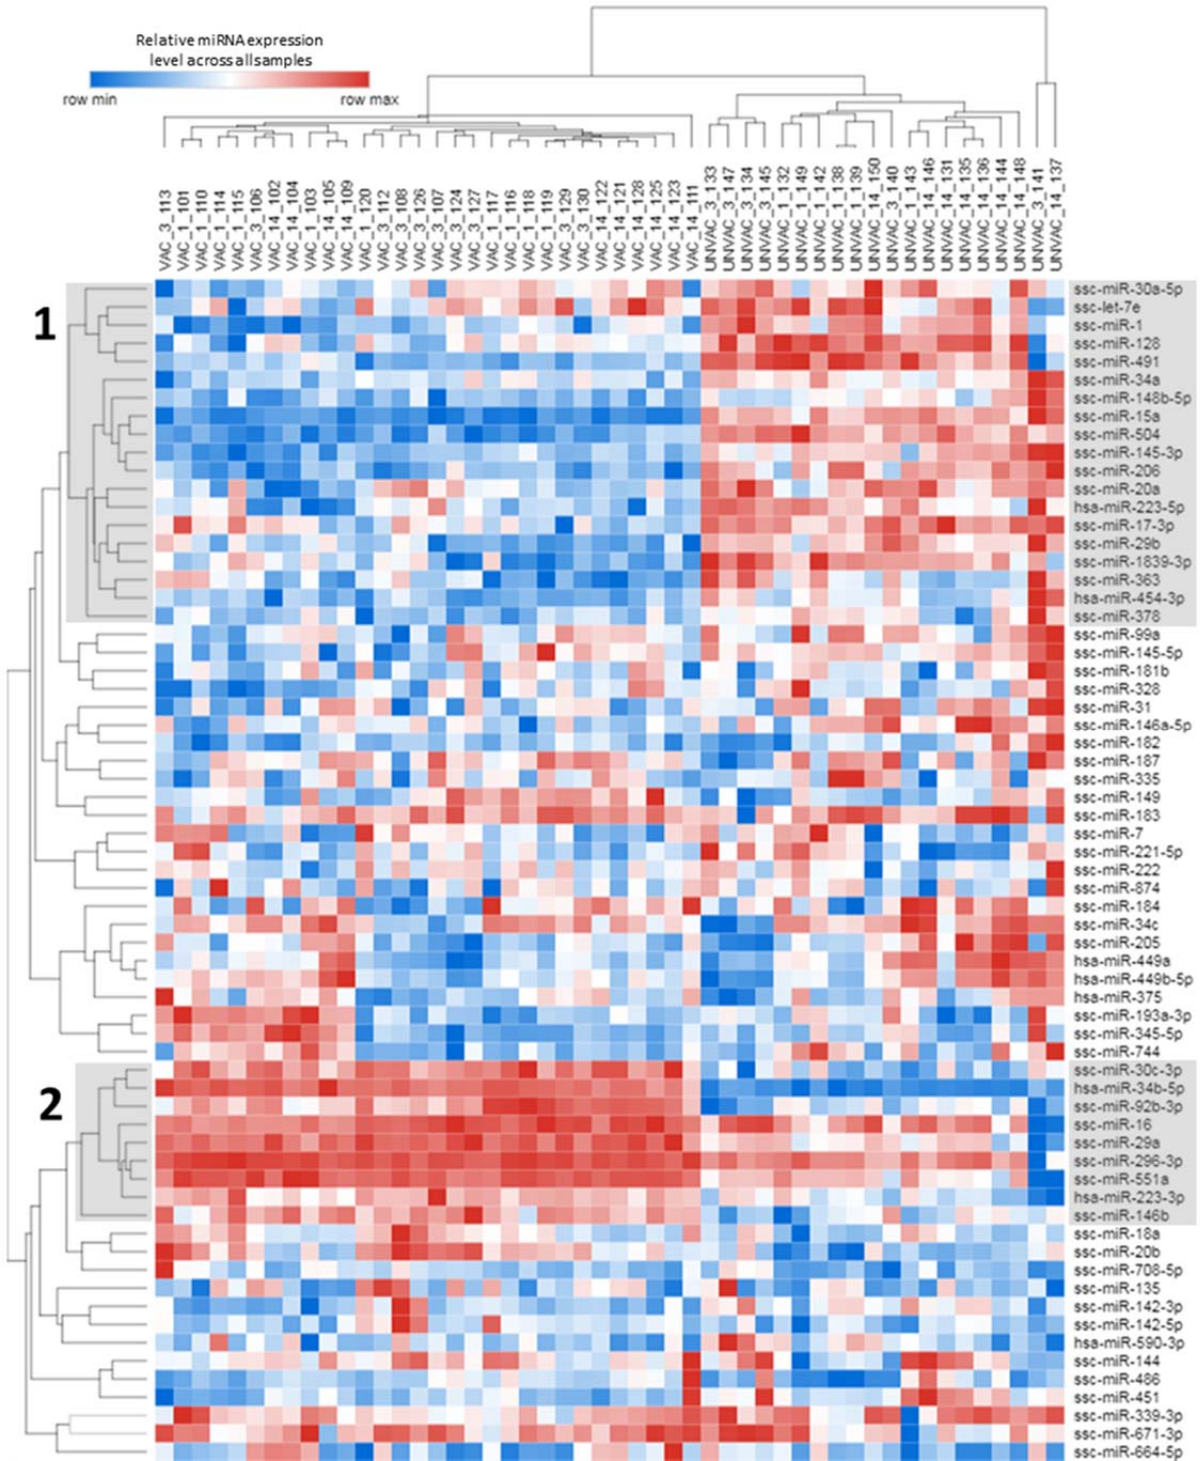 Relative miRNA expression
level across all samples
row min
row max
VAC_3_113
VAC_1_101
VAC_1_110
VAC_1_114
VAC_1_115
VAC_3_106
VAC_14_102
VAC_14_104
VAC_1_103
VAC_14_105
VAC_14_109
VAC_1_120
VAC_3_112
VAC_3_108
VAC_3_126
VAC_3_107
VAC_3_124
VAC_3_127
VAC_1_117
VAC_1_116
VAC_1_118
VAC_1_119
VAC_3_129
VAC_3_130
VAC_14_122
VAC_14_121
VAC_14_128
VAC_14_125
VAC_14_123
VAC_14_111
UNVAC_3_133
UNVAC_3_147
UNVAC_3_134
UNVAC_3_145
UNVAC_1_132
UNVAC_1_149
UNVAC_1_142
UNVAC_1_138
UNVAC_1_139
UNVAC_14_150
UNVAC_3_140
UNVAC_1_143
UNVAC_14_146
UNVAC_14_131
UNVAC_14_135
UNVAC_14_136
UNVAC_14_144
UNVAC_14_148
UNVAC_3_141
UNVAC_14_137
1
ssc-miR-30a-5p
ssc-let-7e
ssc-miR-1
ssc-miR-128
ssc-miR-491
ssc-miR-34a
ssc-miR-148b-5p
ssc-miR-15a
ssc-miR-504
ssc-miR-145-3p
ssc-miR-206
ssc-miR-20a
hsa-miR-223-5p
ssc-miR-17-3p
ssc-miR-29b
ssc-miR-1839-3p
ssc-miR-363
hsa-miR-454-3p
ssc-miR-378
ssc-miR-99a
ssc-miR-145-5p
ssc-miR-181b
ssc-miR-328
ssc-miR-31
ssc-miR-146a-5p
ssc-miR-182
ssc-miR-187
ssc-miR-335
ssc-miR-149
ssc-miR-183
ssc-miR-7
ssc-miR-221-5p
ssc-miR-222
ssc-miR-874
ssc-miR-184
ssc-miR-34c
ssc-miR-205
hsa-miR-449a
hsa-miR-449b-5p
hsa-miR-375
ssc-miR-193a-3p
ssc-miR-345-5p
ssc-miR-744
2
ssc-miR-30c-3p
hsa-miR-34b-5p
ssc-miR-92b-3p
ssc-miR-16
ssc-miR-29a
ssc-miR-296-3p
ssc-miR-551a
hsa-miR-223-3p
ssc-miR-146b
ssc-miR-18a
ssc-miR-20b
ssc-miR-708-5p
ssc-miR-135
ssc-miR-142-3p
ssc-miR-142-5p
hsa-miR-590-3p
ssc-miR-144
ssc-miR-486
ssc-miR-451
ssc-miR-339-3p
ssc-miR-671-3p
ssc-miR-664-5p